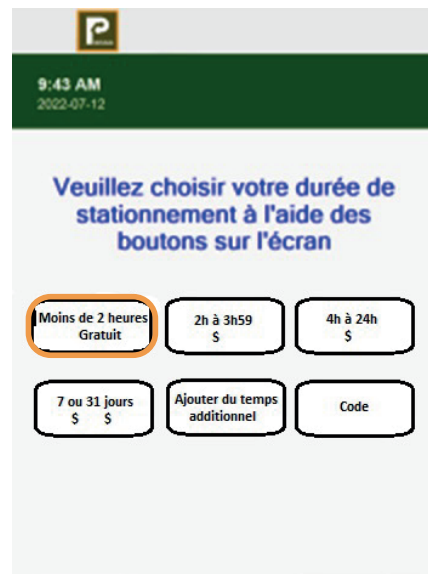 P
9:43 AM
2022-07-12
Veuillez choisir votre durée de
stationnement à l'aide des
boutons sur l'écran
Moins de 2 heures
Gratuit
2h à 3h59
$
4h à 24h
$
7 ou 31 jours
$ $
Ajouter du temps
additionnel
Code